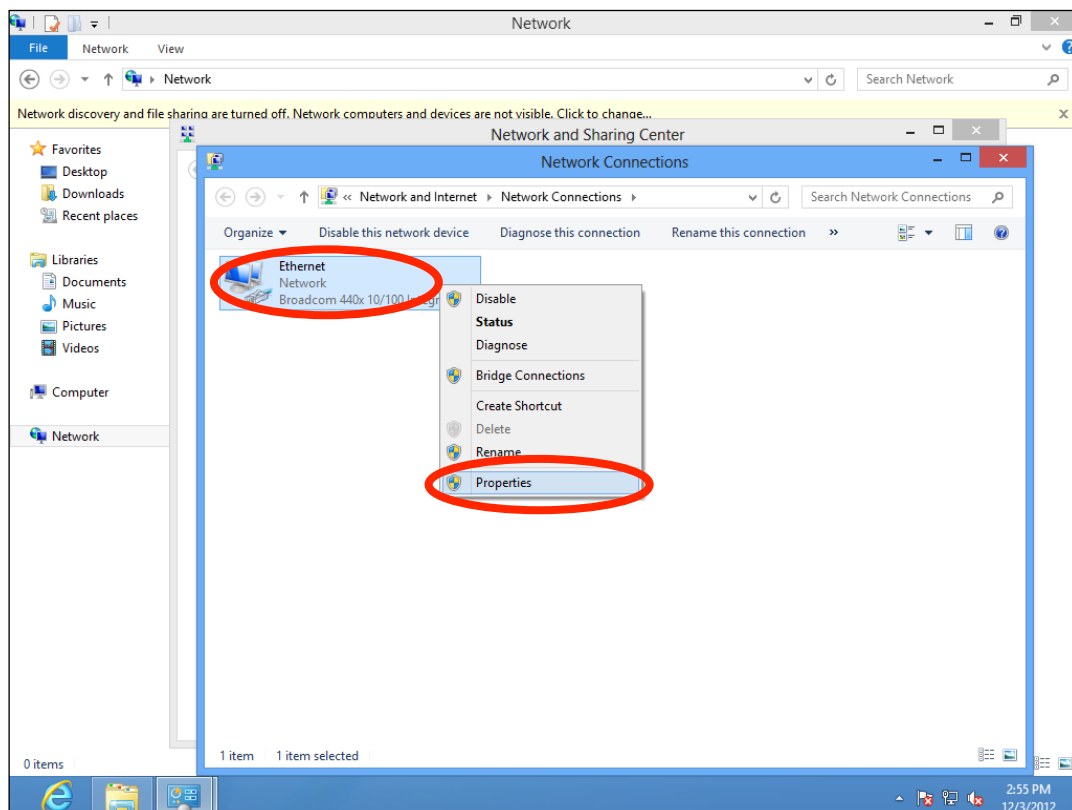 Network
File Network View
Network
Search Network
Network discovery and file sharing are turned off. Network computers and devices are not visible. Click to change...
Network and Sharing Center
Network Connections
« Network and Internet Network Connections
Search Network Connections
Organize Disable this network device Diagnose this connection Rename this connection »
Favorites
Desktop
Downloads
Recent places
Libraries
Documents
Music
Pictures
Videos
Computer
Network
Ethernet
Network
Broadcom 440x 10/100 Integr
Disable
Status
Diagnose
Bridge Connections
Create Shortcut
Delete
Rename
Properties
1 item 1 item selected
0 items
2:55 PM
12/3/2012